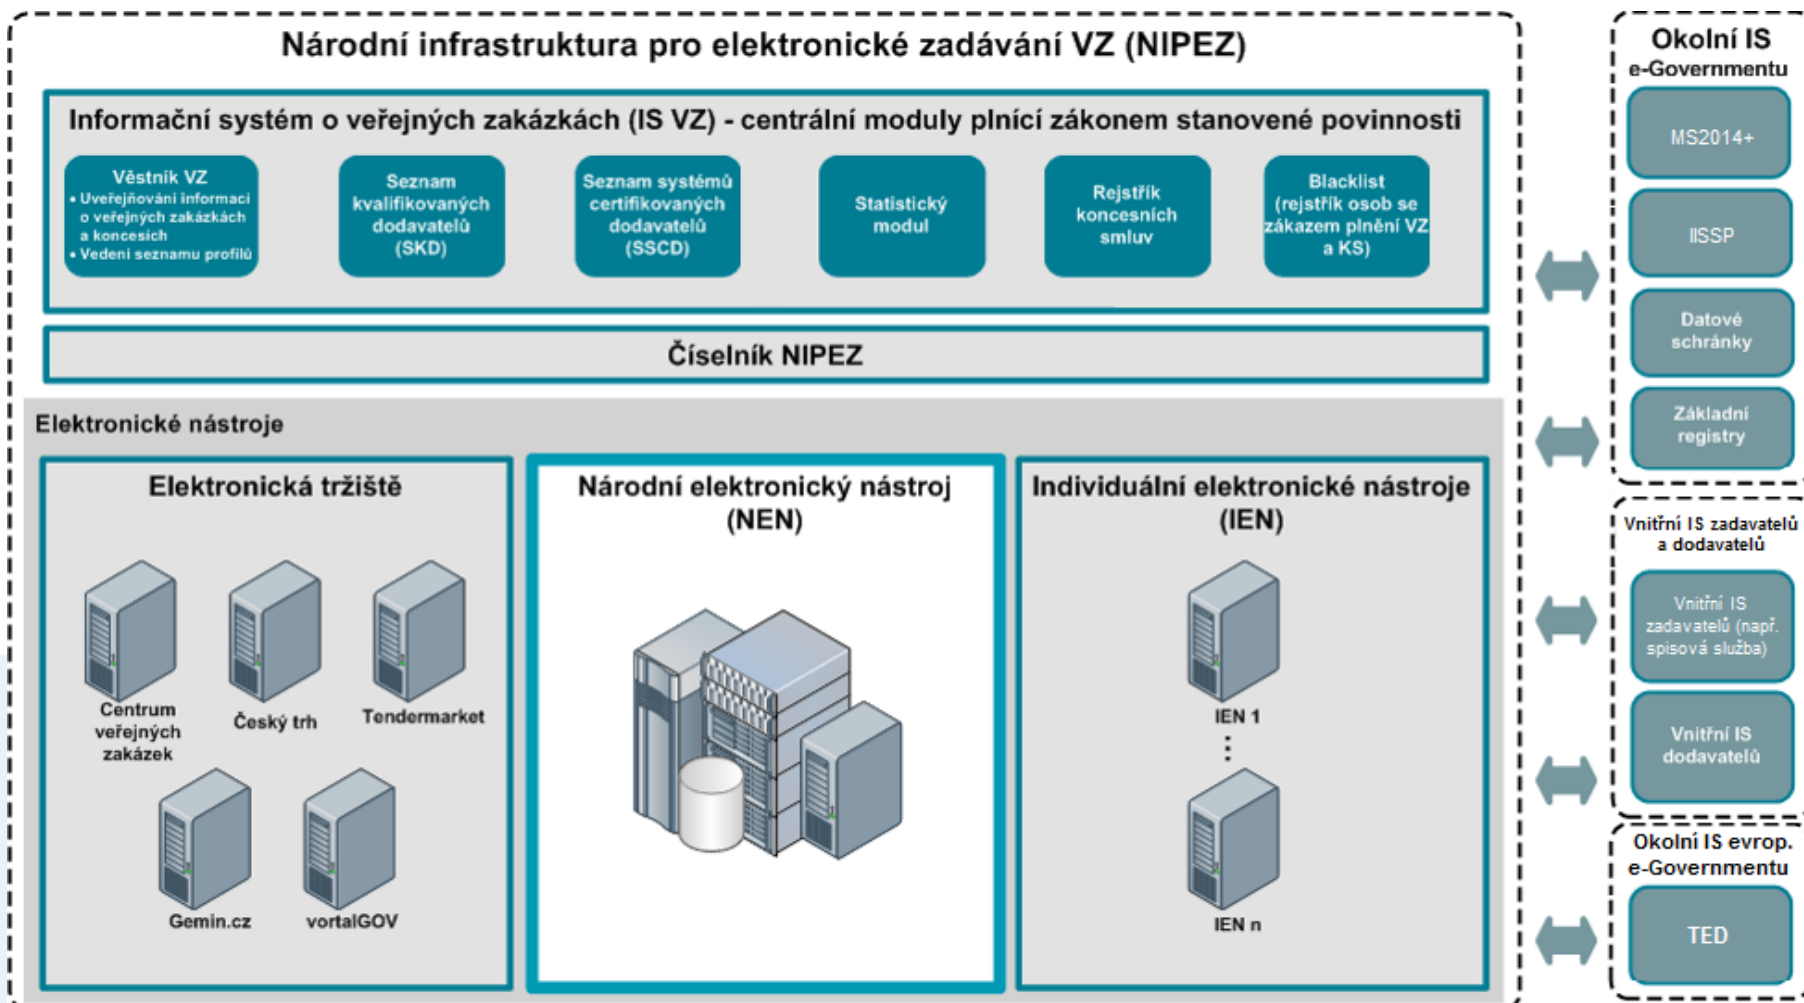 Národní infrastruktura pro elektronické zadávání VZ (NIPEZ)
Informační systém o veřejných zakázkách (IS VZ) - centrální moduly plnící zákonem stanovené povinnosti
Věstník VZ
• Uveřejňování informací
o veřejných zakázkách
a koncesích
• Vedení seznamu profilů
Seznam
kvalifikovaných
dodavatelů
(SKD)
Seznam systémů
certifikovaných
dodavatelů
(SSCD)
Statistický
modul
Rejstřík
koncesních
smluv
Blacklist
(rejstřík osob se
zákazem plnění VZ
a KS)
Číselník NIPEZ
Elektronické nástroje
Elektronická tržiště
Centrum
veřejných
zakázek
Český trh
Tendermarket
Gemin.cz
vortalGOV
Národní elektronický nástroj
(NEN)
Individuální elektronické nástroje
(IEN)
IEN 1
IEN n
Okolní IS
e-Governmentu
MS2014+
IISSP
Datové
schránky
Základní
registry
Vnitřní IS zadavatelů
a dodavatelů
Vnitřní IS
zadavatelů (např.
spisová služba)
Vnitřní IS
dodavatelů
Okolní IS evrop.
e-Governmentu
TED